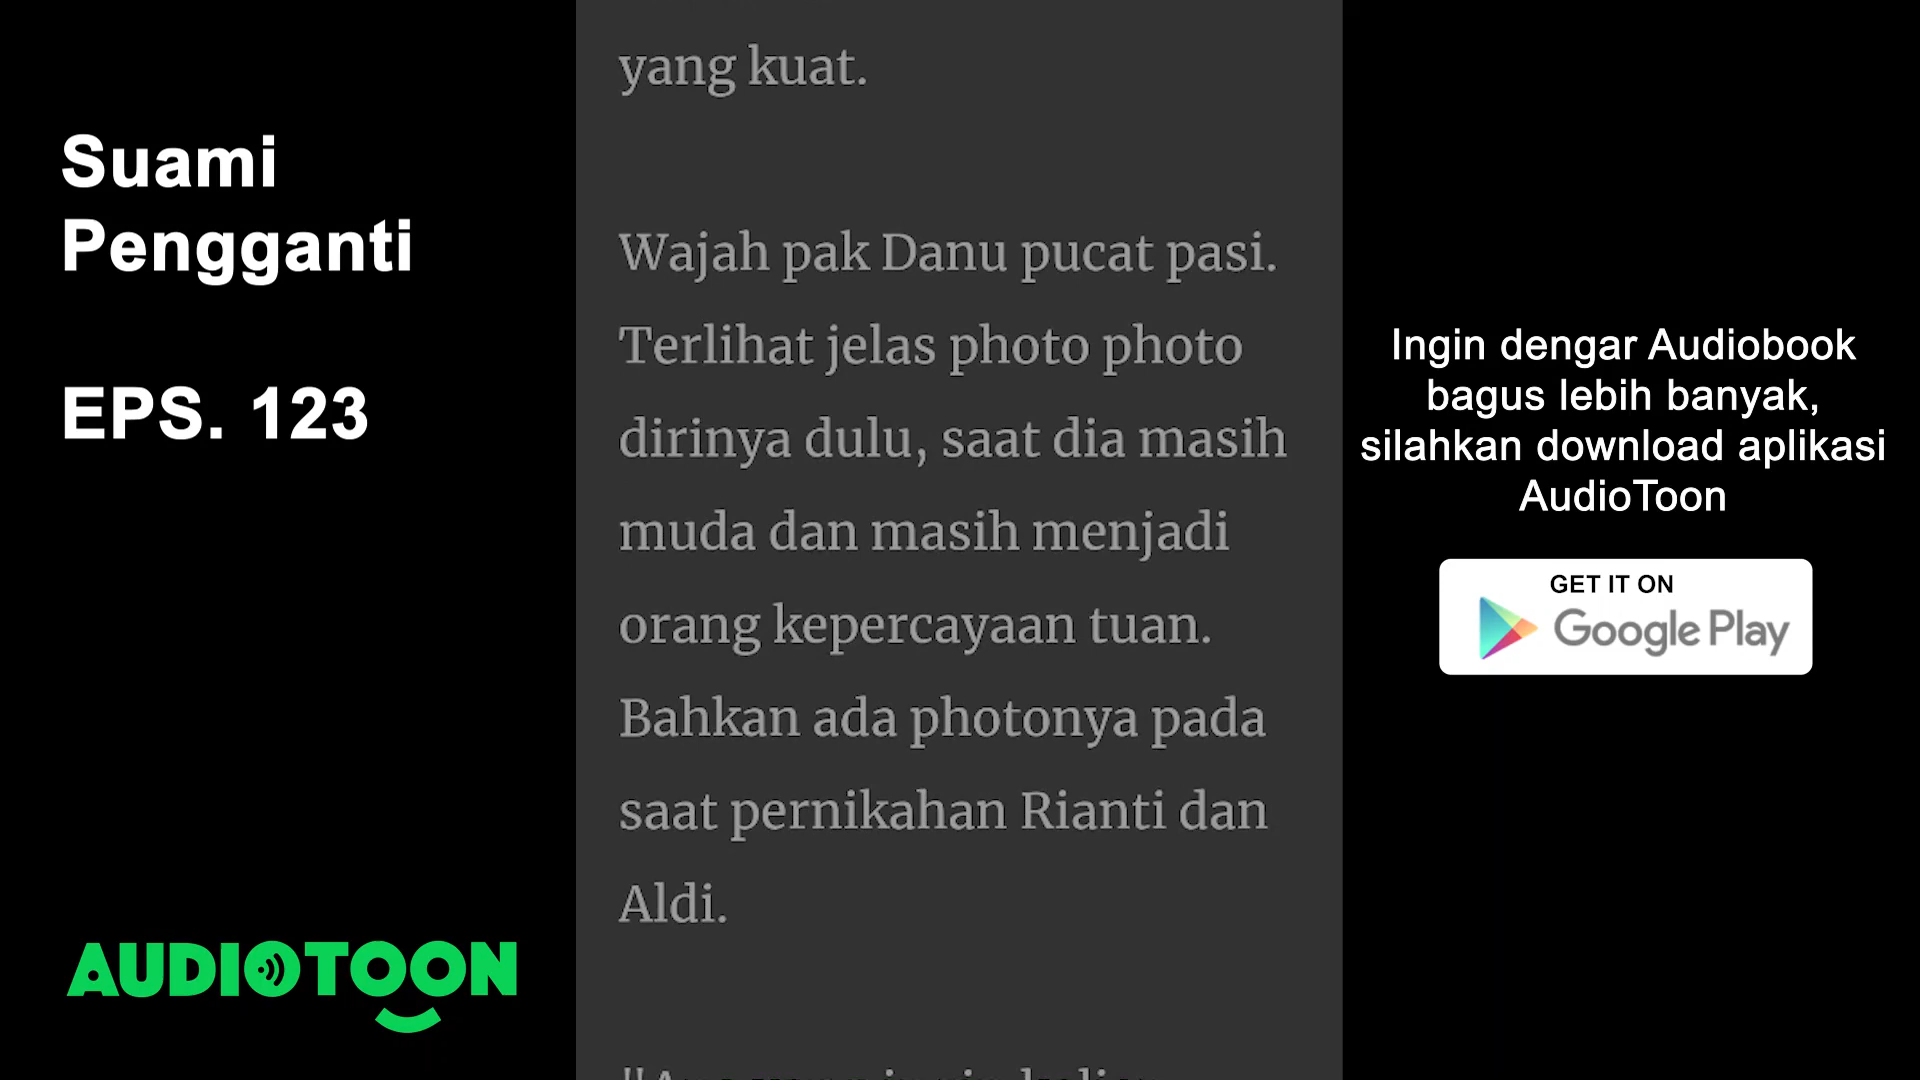 Suami
Pengganti
EPS. 123
AUDIOTOON
yang kuat.
Wajah pak Danu pucat pasi.
Terlihat jelas photo photo
dirinya dulu, saat dia masih
muda dan masih menjadi
orang kepercayaan tuan.
Bahkan ada photonya pada
saat pernikahan Rianti dan
Aldi.
Ingin dengar Audiobook
bagus lebih banyak,
silahkan download aplikasi
AudioToon
GET IT ON
Google Play